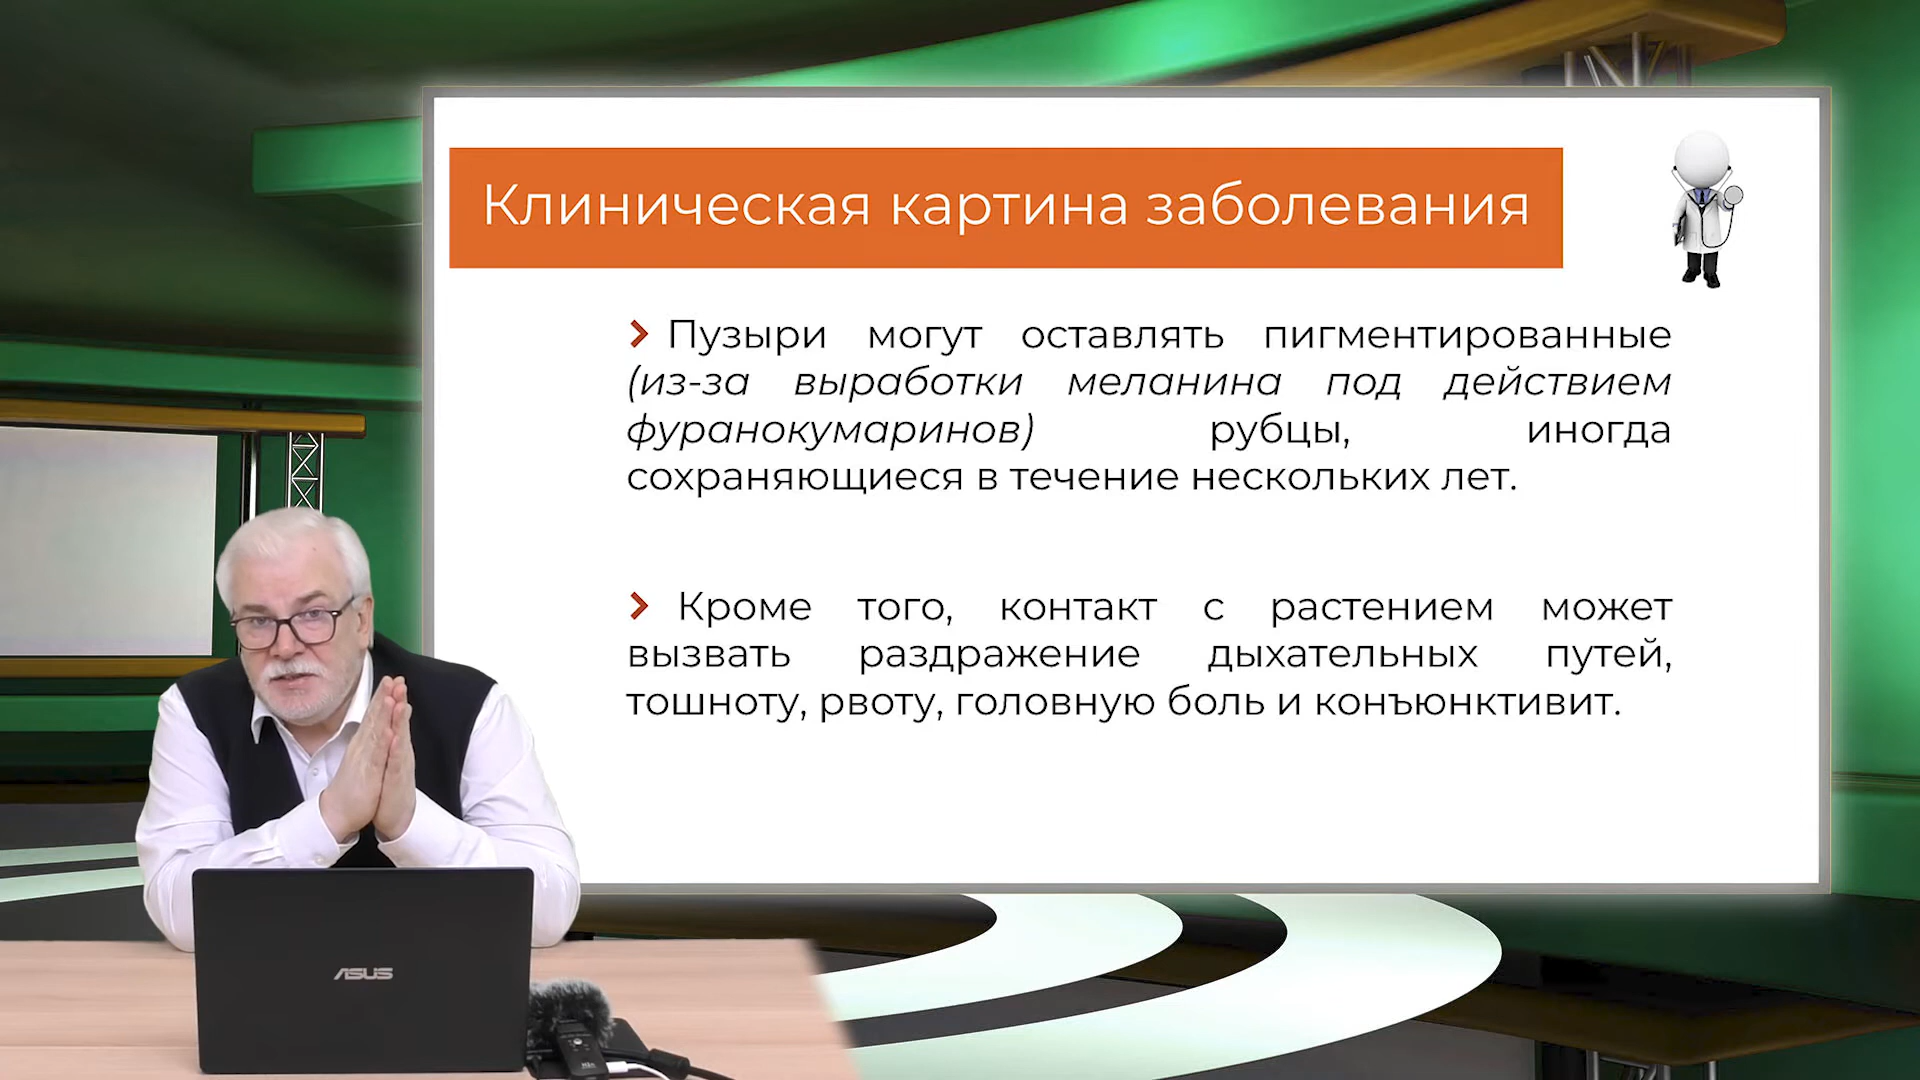 Клиническая картина заболевания
Пузыри могут оставлять пигментированные
(из-за выработки меланина под действием
фуранокумаринов) рубцы, иногда
сохраняющиеся в течение нескольких лет.
Кроме того, контакт с растением может
вызвать раздражение дыхательных путей,
тошноту, рвоту, головную боль и конъюнктивит.
ASUS